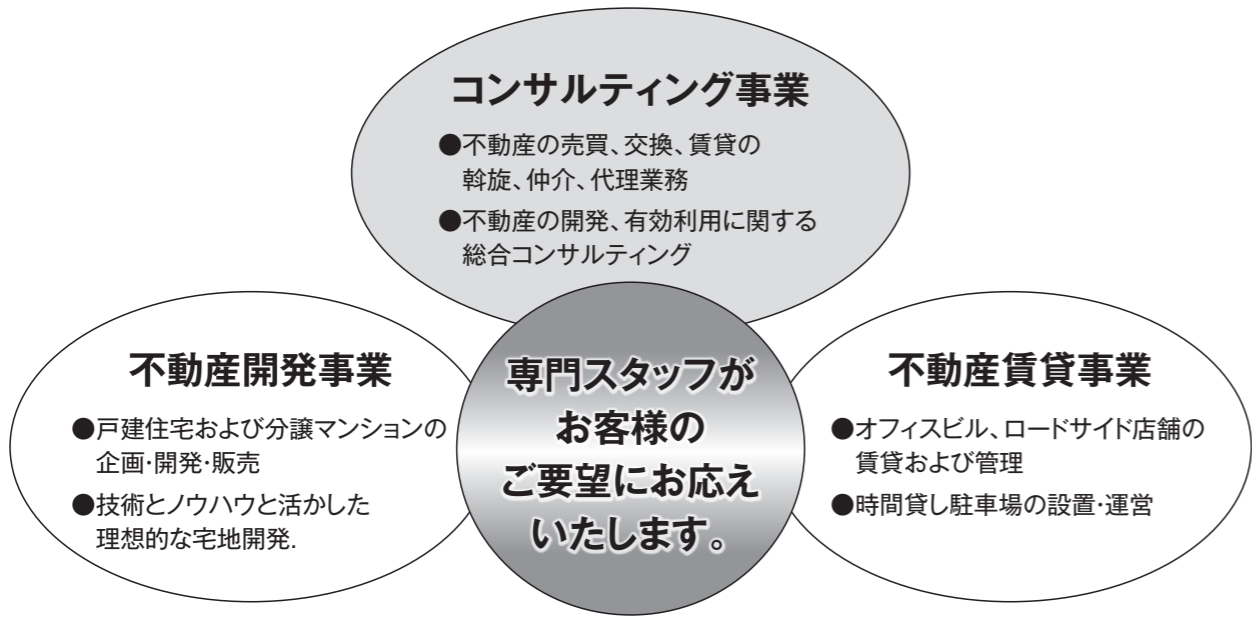 コンサルティング事業
●不動産の売買、交換、賃貸の
斡旋、仲介、代理業務
●不動産の開発、有効利用に関する
総合コンサルティング
不動産開発事業
●戸建住宅および分譲マンションの
企画・開発・販売
●技術とノウハウと活かした
理想的な宅地開発.
専門スタッフが
お客様の
ご要望にお応え
いたします。
不動産賃貸事業
●オフィスビル、ロードサイド店舗の
賃貸および管理
●時間貸し駐車場の設置・運営